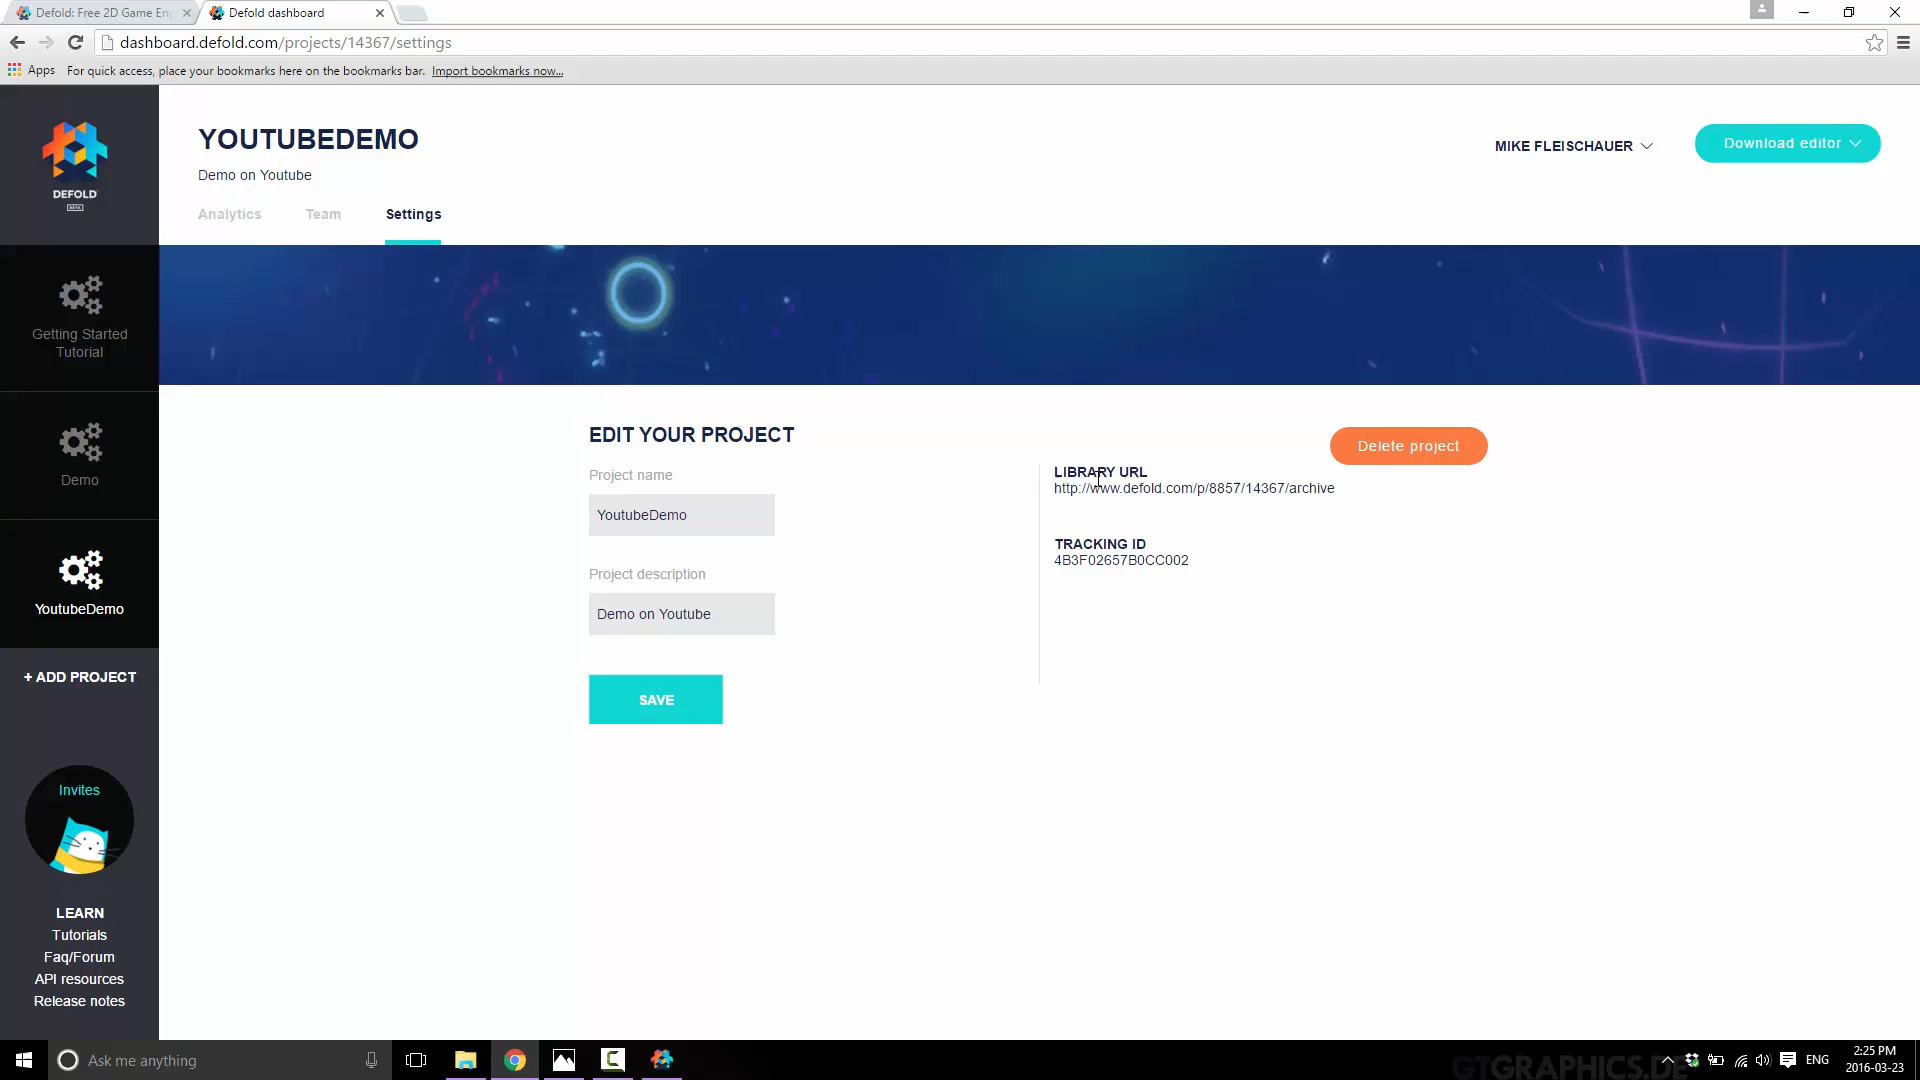 Defold: Free 2D Game En
Defold dashboard
dashboard.defold.com/projects/14367/settings
Apps
For quick access, place your bookmarks here on the bookmarks bar. Import bookmarks now...
DEFOLD
BETA
YOUTUBEDEMO
Demo on Youtube
MIKE FLEISCHAUER
Download editor
Analytics
Team
Settings
Getting Started
Tutorial
Demo
YoutubeDemo
+ ADD PROJECT
Invites
LEARN
Tutorials
Faq/Forum
API resources
Release notes
EDIT YOUR PROJECT
Project name
YoutubeDemo
Project description
Demo on Youtube
SAVE
Delete project
LIBRARY URL
http://www.defold.com/p/8857/14367/archive
TRACKING ID
4B3F02657B0CC002
Ask me anything
GTGRAPHICS.DE
ENG
2:25 PM
2016-03-23